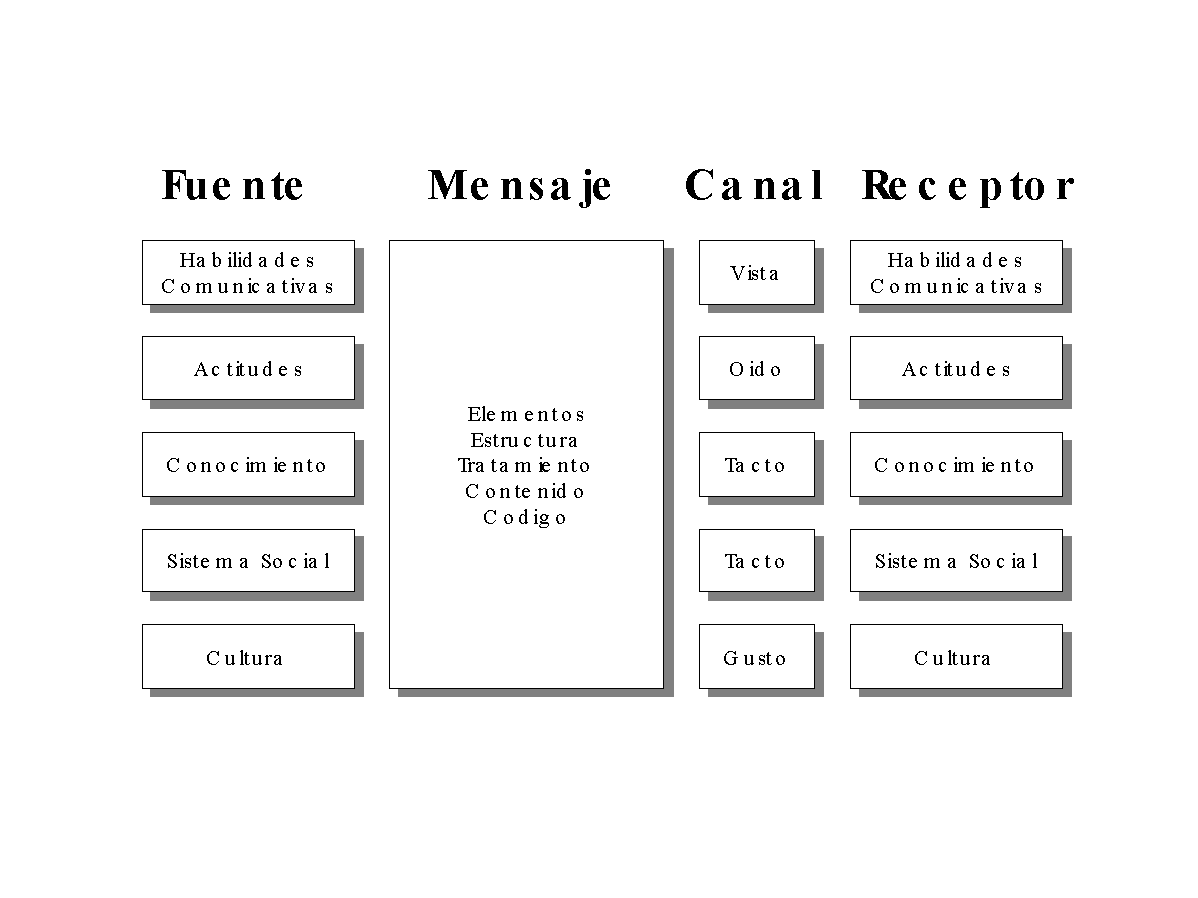 Fuente
Mensaje
Canal
Receptor
Habilidades
Comunicativas
Actitudes
Conocimiento
Sistema Social
Cultura
Elementos
Estructura
Tratamiento
Contenido
Codigo
Vista
Oido
Tacto
Tacto
Gusto
Habilidades
Comunicativas
Actitudes
Conocimiento
Sistema Social
Cultura